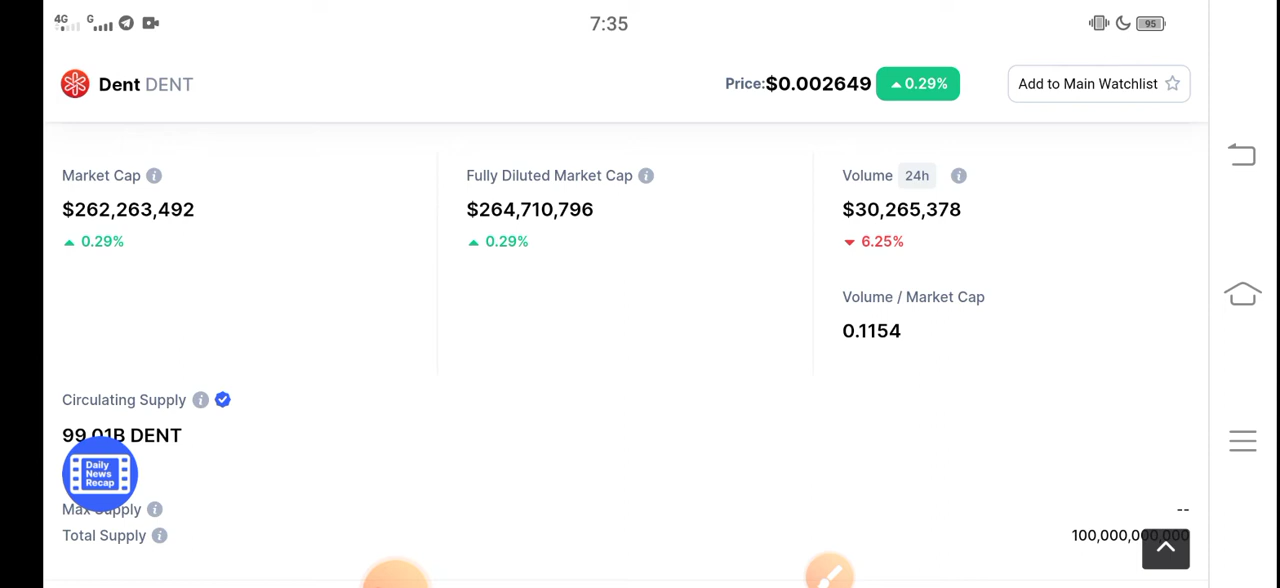 4G G 7:35 95
Dent DENT Price:$0.002649 0.29% Add to Main Watchlist
Market Cap Fully Diluted Market Cap Volume 24h
$262,263,492 $264,710,796 $30,265,378
0.29% 0.29% 6.25%
Volume / Market Cap
0.1154
Circulating Supply
99.01B DENT
Daily
News
Recap
Max Supply --
Total Supply 100,000,000,000